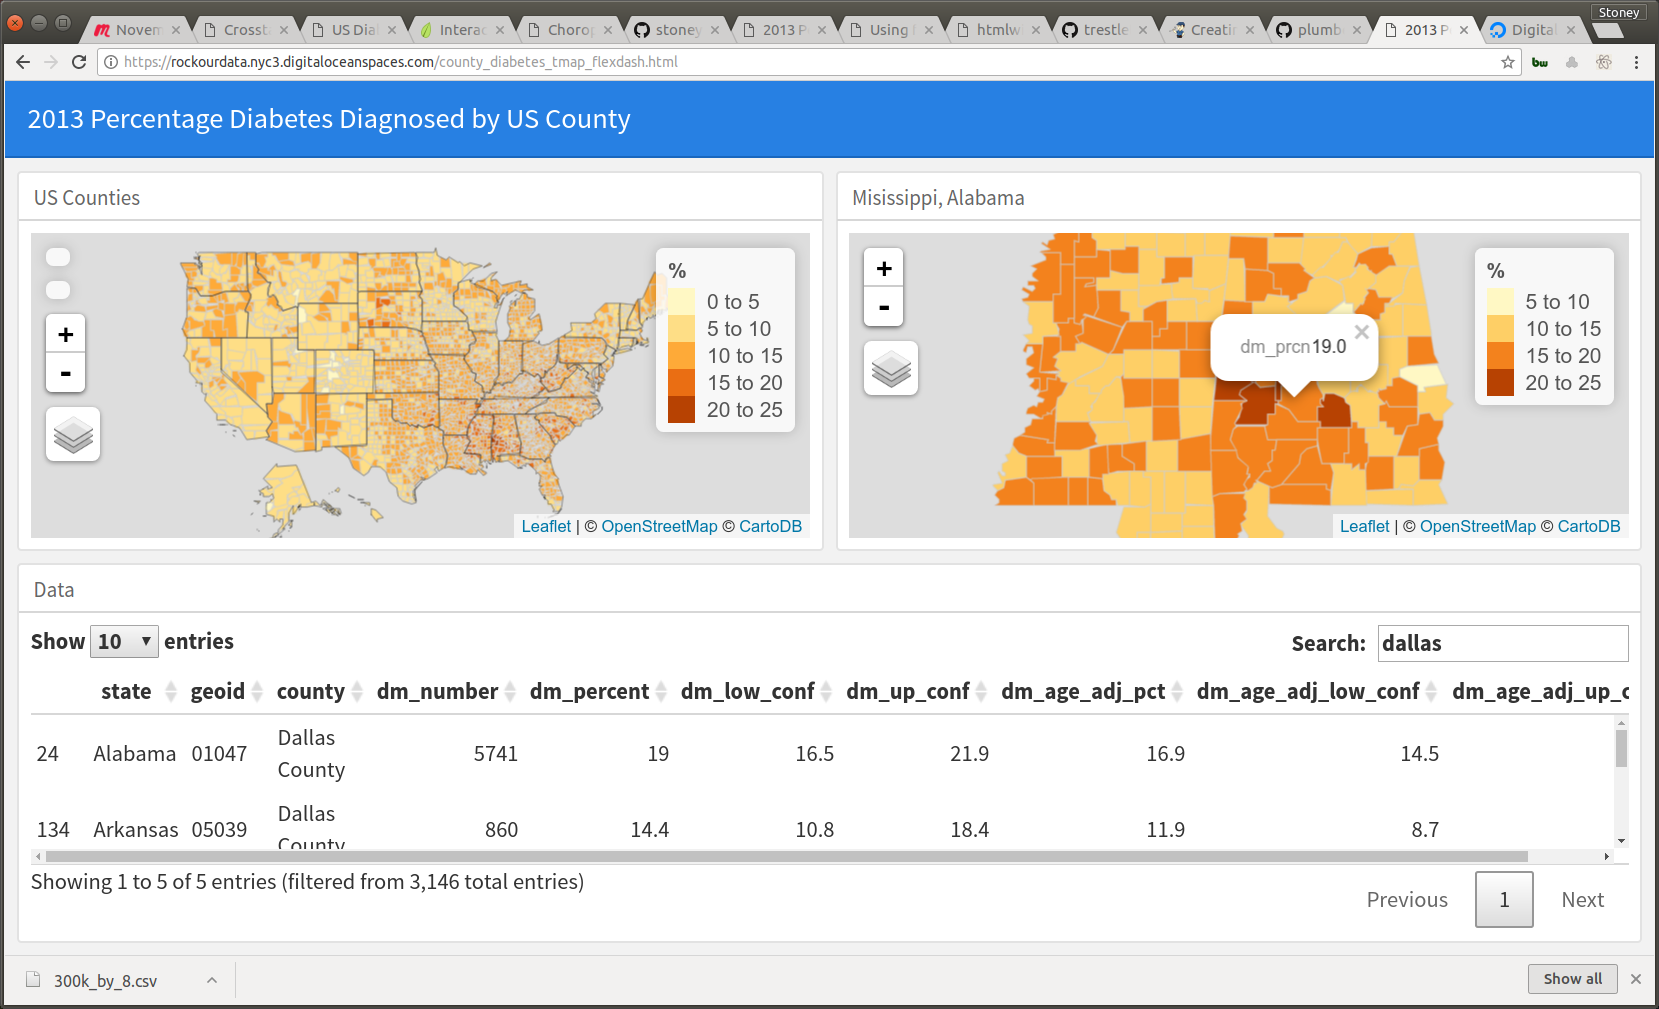 Stoney
Novem
Crosst
US Dia
Interac
Chorop
stoney
2013 P
Using
htmlw
trestle
Creatin
plumb
2013 P
Digital
https://rockourdata.nyc3.digitaloceanspaces.com/county_diabetes_tmap_flexdash.html
bw
2013 Percentage Diabetes Diagnosed by US County
US Counties
+
-
%
0 to 5
5 to 10
10 to 15
15 to 20
20 to 25
Leaflet | © OpenStreetMap © CartoDB
Misissippi, Alabama
+
-
dm_prcn19.0 ×
%
5 to 10
10 to 15
15 to 20
20 to 25
Leaflet | © OpenStreetMap © CartoDB
Data
Show 10 entries
Search: dallas
state geoid county dm_number dm_percent dm_low_conf dm_up_conf dm_age_adj_pct dm_age_adj_low_conf dm_age_adj_up_c
24 Alabama 01047 Dallas County 5741 19 16.5 21.9 16.9 14.5
134 Arkansas 05039 Dallas County 860 14.4 10.8 18.4 11.9 8.7
Showing 1 to 5 of 5 entries (filtered from 3,146 total entries)
Previous 1 Next
300k_by_8.csv
Show all